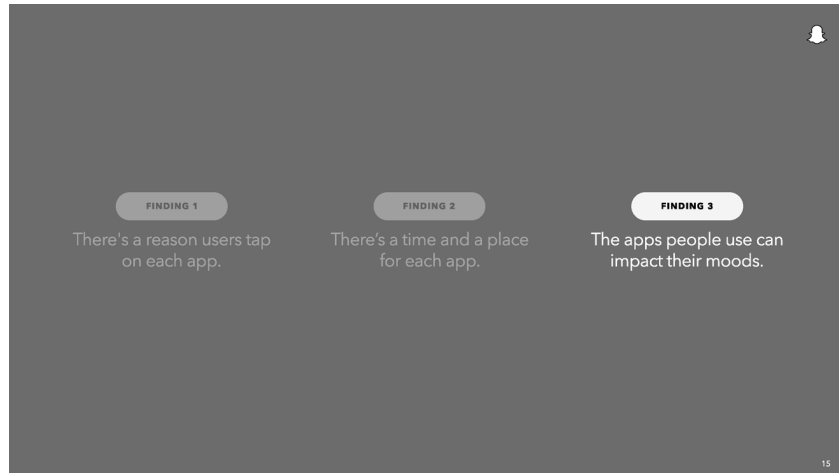 FINDING 1
There's a reason users tap
on each app.
FINDING 2
There’s a time and a place
for each app.
FINDING 3
The apps people use can
impact their moods.
15